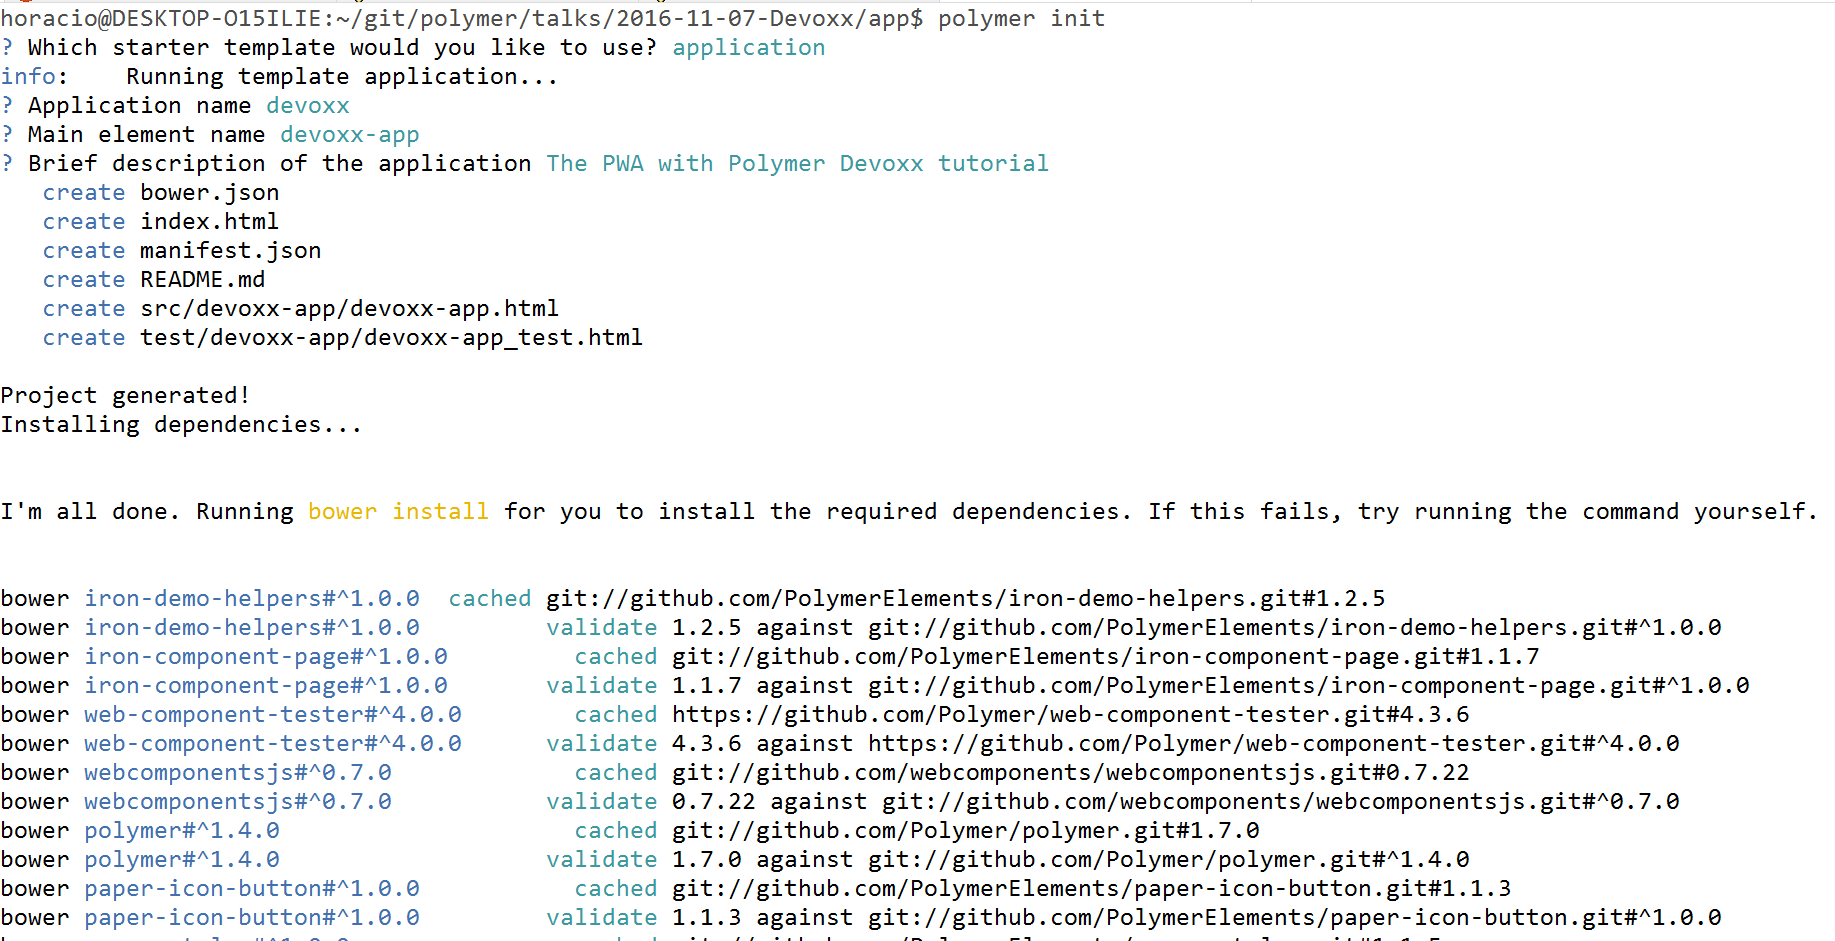 horacio@DESKTOP-O15ILIE:~/git/polymer/talks/2016-11-07-Devoxx/app$ polymer init
? Which starter template would you like to use? application
info:    Running template application...
? Application name devoxx
? Main element name devoxx-app
? Brief description of the application The PWA with Polymer Devoxx tutorial
   create bower.json
   create index.html
   create manifest.json
   create README.md
   create src/devoxx-app/devoxx-app.html
   create test/devoxx-app/devoxx-app_test.html
Project generated!
Installing dependencies...
I'm all done. Running bower install for you to install the required dependencies. If this fails, try running the command yourself.
bower iron-demo-helpers#^1.0.0  cached git://github.com/PolymerElements/iron-demo-helpers.git#1.2.5
bower iron-demo-helpers#^1.0.0         validate 1.2.5 against git://github.com/PolymerElements/iron-demo-helpers.git#^1.0.0
bower iron-component-page#^1.0.0         cached git://github.com/PolymerElements/iron-component-page.git#1.1.7
bower iron-component-page#^1.0.0       validate 1.1.7 against git://github.com/PolymerElements/iron-component-page.git#^1.0.0
bower web-component-tester#^4.0.0        cached https://github.com/Polymer/web-component-tester.git#4.3.6
bower web-component-tester#^4.0.0      validate 4.3.6 against https://github.com/Polymer/web-component-tester.git#^4.0.0
bower webcomponentsjs#^0.7.0             cached git://github.com/webcomponents/webcomponentsjs.git#0.7.22
bower webcomponentsjs#^0.7.0           validate 0.7.22 against git://github.com/webcomponents/webcomponentsjs.git#^0.7.0
bower polymer#^1.4.0                     cached git://github.com/Polymer/polymer.git#1.7.0
bower polymer#^1.4.0                   validate 1.7.0 against git://github.com/Polymer/polymer.git#^1.4.0
bower paper-icon-button#^1.0.0           cached git://github.com/PolymerElements/paper-icon-button.git#1.1.3
bower paper-icon-button#^1.0.0         validate 1.1.3 against git://github.com/PolymerElements/paper-icon-button.git#^1.0.0